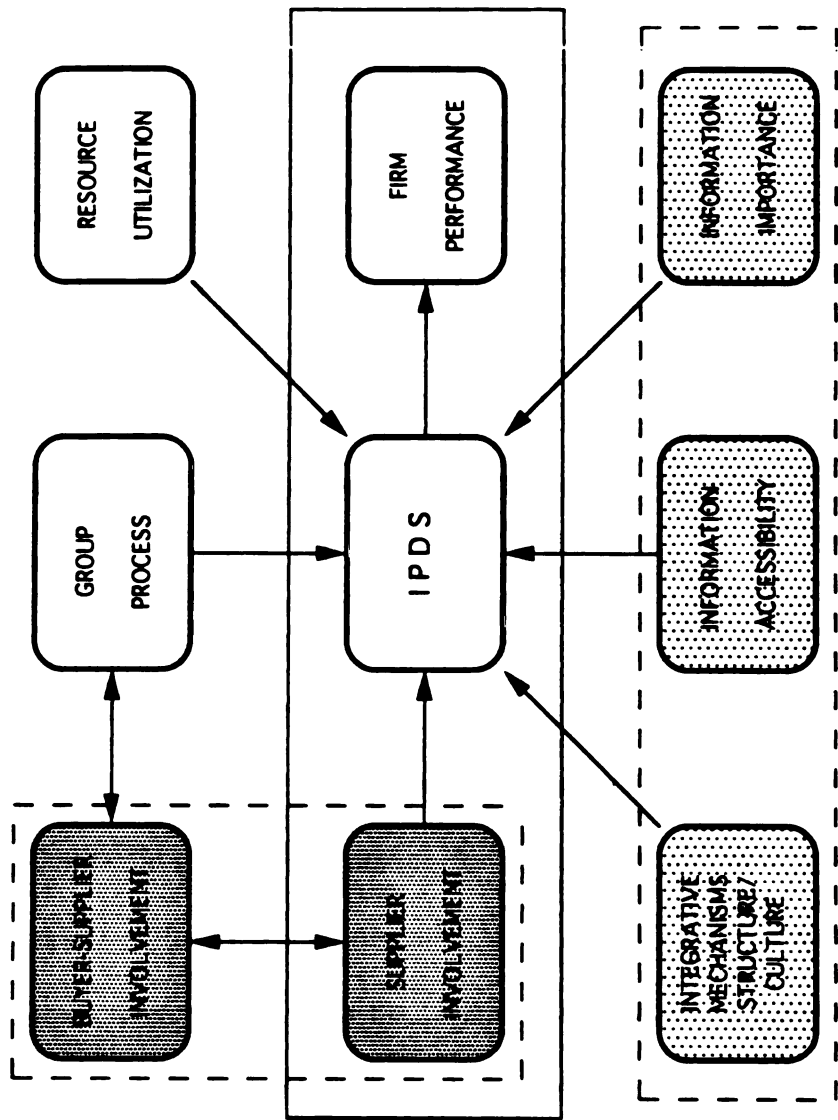 BUYER-SUPPLIER
INVOLVEMENT
GROUP
PROCESS
RESOURCE
UTILIZATION
SUPPLIER
INVOLVEMENT
IPDS
FIRM
PERFORMANCE
INTEGRATIVE
MECHANISMS
STRUCTURE/
CULTURE
INFORMATION
ACCESSIBILITY
INFORMATION
IMPORTANCE